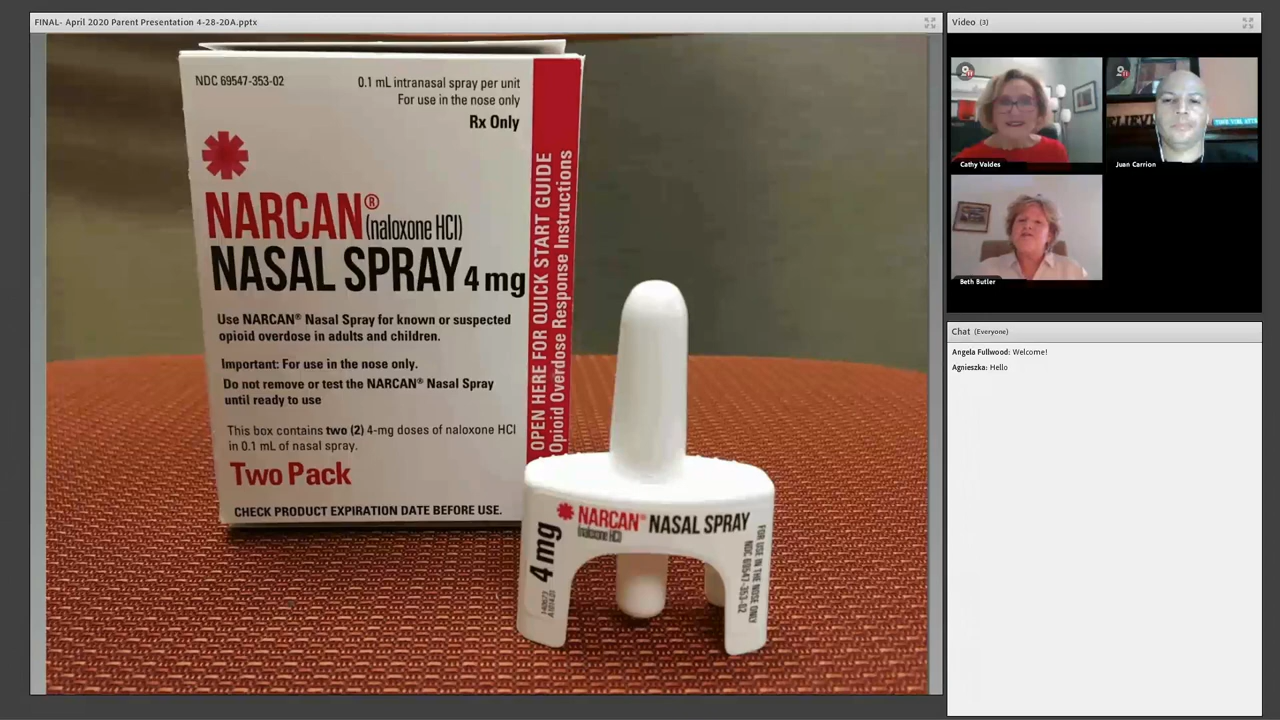 FINAL- April 2020 Parent Presentation 4-28-20A.pptx
NDC 69547-353-02
0.1 mL intranasal spray per unit
For use in the nose only
Rx Only
NARCAN® (naloxone HCl)
NASAL SPRAY 4 mg
Use NARCAN® Nasal Spray for known or suspected
opioid overdose in adults and children.
Important: For use in the nose only.
Do not remove or test the NARCAN® Nasal Spray
until ready to use
This box contains two (2) 4-mg doses of naloxone HCl
in 0.1 mL of nasal spray.
Two Pack
CHECK PRODUCT EXPIRATION DATE BEFORE USE.
OPEN HERE FOR QUICK START GUIDE
Opioid Overdose Response Instructions
NARCAN® NASAL SPRAY
(naloxone HCl)
4 mg
FOR USE IN THE NOSE ONLY
NDC 69547-353-02
Video (3)
Cathy Valdes
Juan Carrion
Beth Butler
Chat (Everyone)
Angela Fullwood: Welcome!
Agnieszka: Hello